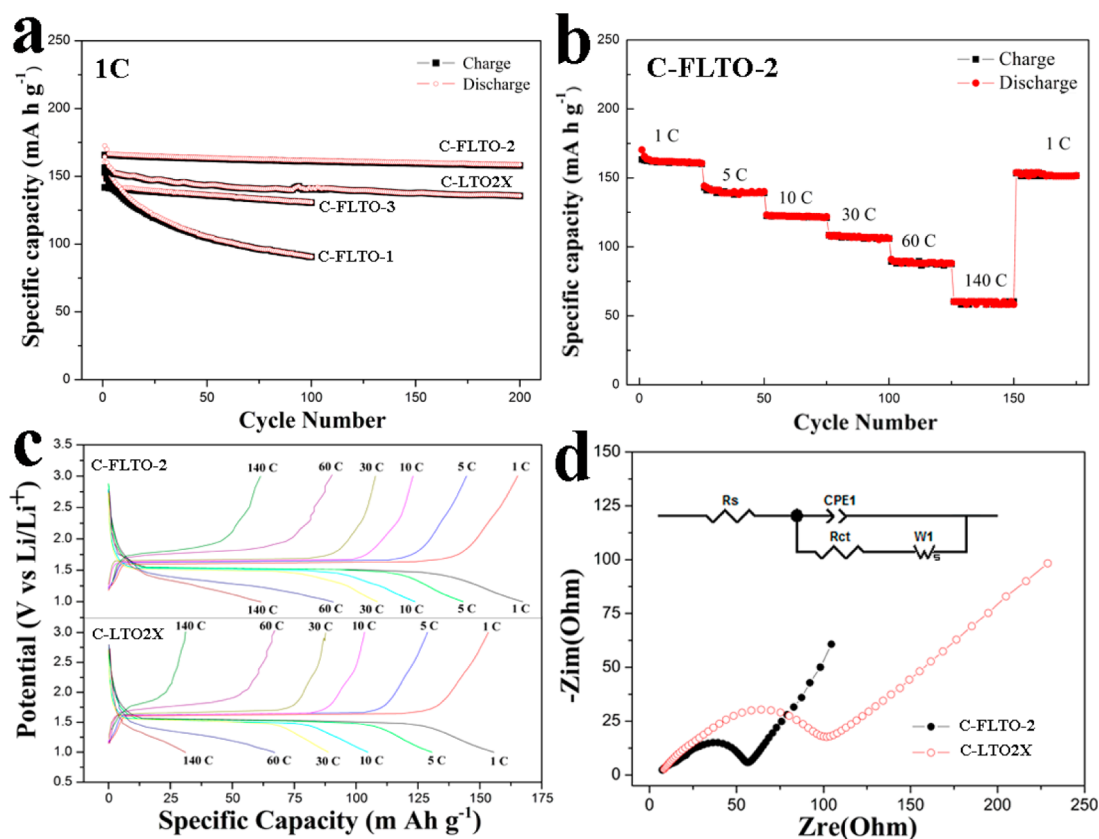 a
1C
Charge
Discharge
C-FLTO-2
C-LTO2X
C-FLTO-3
C-FLTO-1
250
200
150
100
50
0
0 50 100 150 200
Cycle Number
Specific capacity (mA h g⁻¹)
b
C-FLTO-2
Charge
Discharge
1 C
5 C
10 C
30 C
60 C
140 C
1 C
250
200
150
100
50
0
0 50 100 150
Cycle Number
Specific capacity (mA h g⁻¹)
c
C-FLTO-2
140 C 60 C 30 C 10 C 5 C 1 C
140 C 60 C 30 C 10 C 5 C 1 C
C-LTO2X
140 C 60 C 30 C 10 C 5 C 1 C
140 C 60 C 30 C 10 C 5 C 1 C
3.5
3.0
2.5
2.0
1.5
1.0
3.0
2.5
2.0
1.5
1.0
0.5
0 25 50 75 100 125 150 175
Specific Capacity (m Ah g⁻¹)
Potential (V vs Li/Li⁺)
d
Rs CPE1
Rct W1
s
C-FLTO-2
C-LTO2X
150
125
100
75
50
25
0
0 50 100 150 200 250
Zre(Ohm)
-Zim(Ohm)